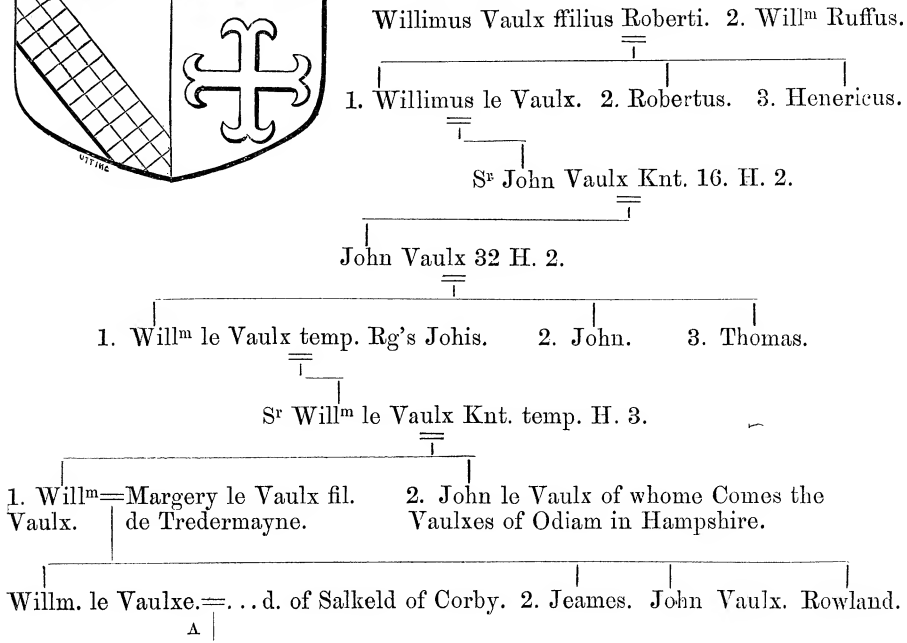 Willimus Vaulx ffilius Roberti. 2. Willᵐ Ruffus.
1. Willimus le Vaulx. 2. Robertus. 3. Henericus.
UTTING
Sʳ John Vaulx Knt. 16. H. 2.
John Vaulx 32 H. 2.
1. Willᵐ le Vaulx temp. Rg's Johis. 2. John. 3. Thomas.
Sʳ Willᵐ le Vaulx Knt. temp. H. 3.
1. Willᵐ=Margery le Vaulx fil. 2. John le Vaulx of whome Comes the
Vaulx. de Tredermayne. Vaulxes of Odiam in Hampshire.
Willm. le Vaulxe.=...d. of Salkeld of Corby. 2. Jeames. John Vaulx. Rowland.
A